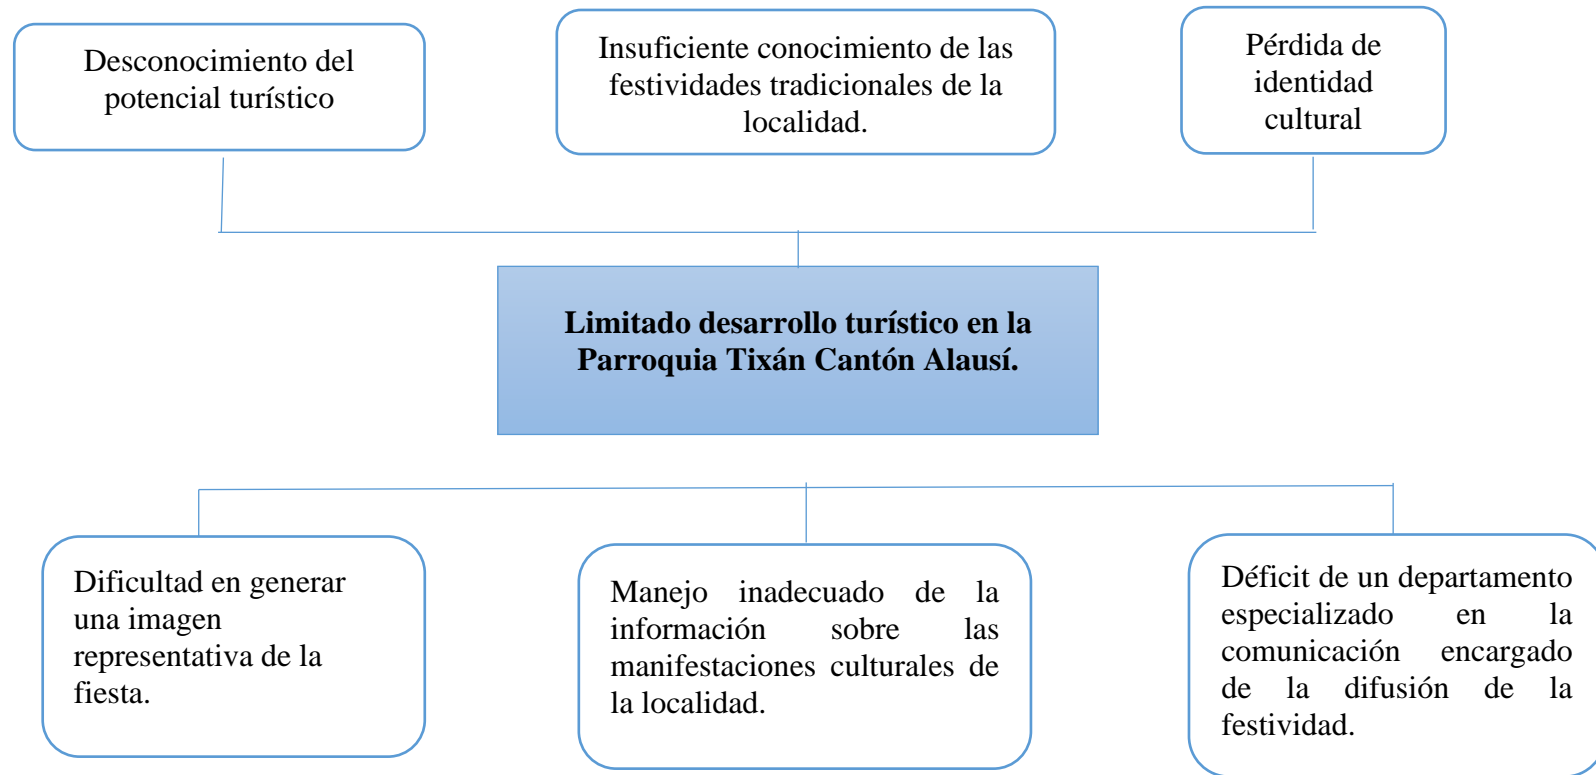 Desconocimiento del
potencial turístico
Insuficiente conocimiento de las
festividades tradicionales de la
localidad.
Pérdida de
identidad
cultural
Limitado desarrollo turístico en la
Parroquia Tixán Cantón Alausí.
Dificultad en generar
una imagen
representativa de la
fiesta.
Manejo inadecuado de la
información sobre las
manifestaciones culturales de
la localidad.
Déficit de un departamento
especializado en la
comunicación encargado
de la difusión de la
festividad.